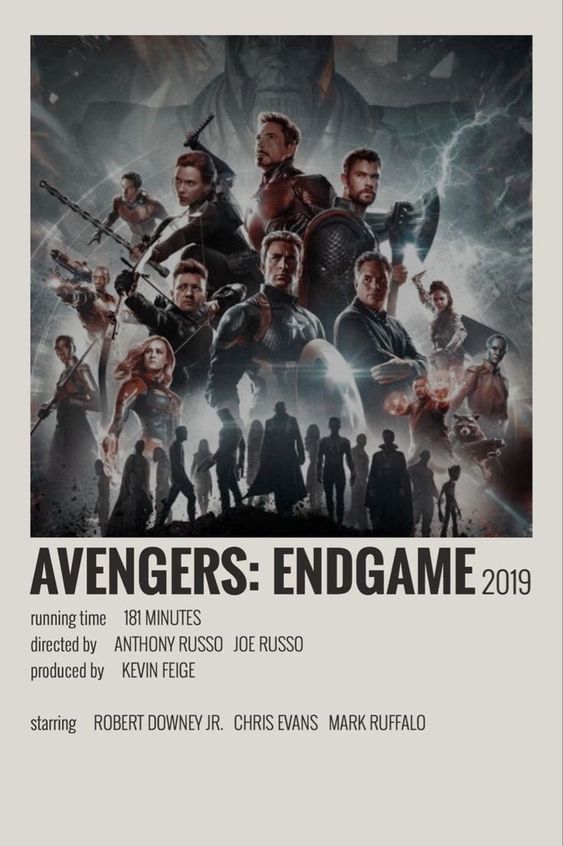 AVENGERS: ENDGAME 2019
running time 181 MINUTES
directed by ANTHONY RUSSO JOE RUSSO
produced by KEVIN FEIGE
starring ROBERT DOWNEY JR. CHRIS EVANS MARK RUFFALO